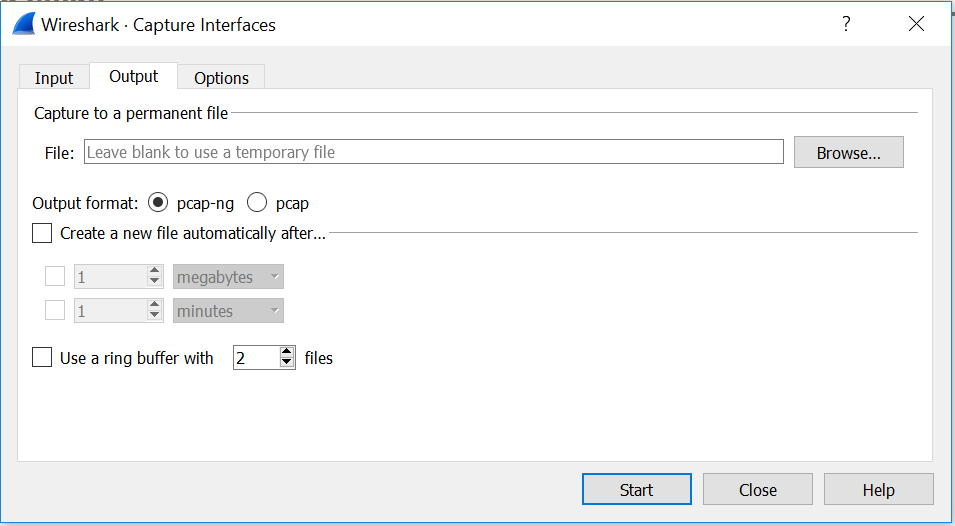 Wireshark · Capture Interfaces
?
Input Output Options
Capture to a permanent file
File: Leave blank to use a temporary file Browse...
Output format: pcap-ng pcap
Create a new file automatically after...
1 megabytes
1 minutes
Use a ring buffer with 2 files
Start Close Help